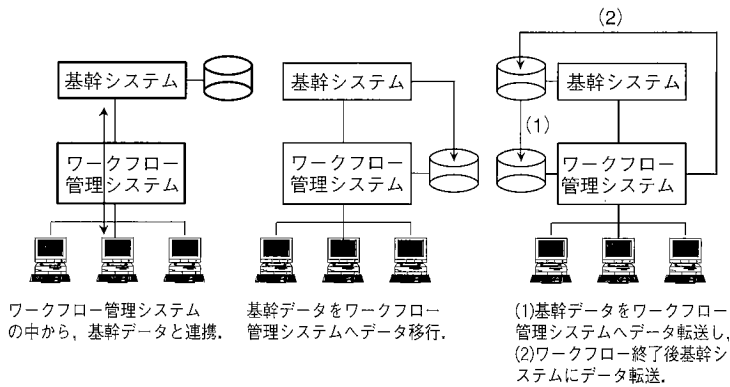 基幹システム
ワークフロー
管理システム
ワークフロー管理システム
の中から，基幹データと連携．
基幹システム
ワークフロー
管理システム
基幹データをワークフロー
管理システムへデータ移行．
(2)
基幹システム
(1)
ワークフロー
管理システム
(1)基幹データをワークフロー
管理システムへデータ転送し，
(2)ワークフロー終了後基幹シ
ステムにデータ転送．